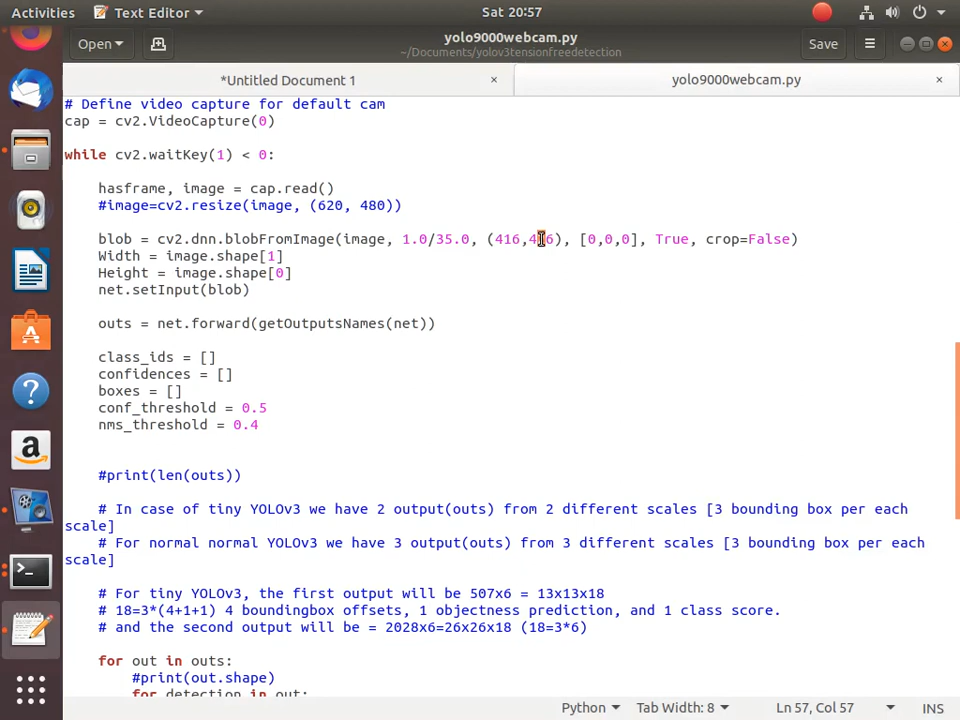 Activities Text Editor Sat 20:57
Open yolo9000webcam.py Save
~/Documents/yolov3tensionfreedetection
*Untitled Document 1 × yolo9000webcam.py ×
# Define video capture for default cam
cap = cv2.VideoCapture(0)
while cv2.waitKey(1) < 0:
hasframe, image = cap.read()
#image=cv2.resize(image, (620, 480))
blob = cv2.dnn.blobFromImage(image, 1.0/35.0, (416,416), [0,0,0], True, crop=False)
Width = image.shape[1]
Height = image.shape[0]
net.setInput(blob)
outs = net.forward(getOutputsNames(net))
class_ids = []
confidences = []
boxes = []
conf_threshold = 0.5
nms_threshold = 0.4
#print(len(outs))
# In case of tiny YOLOv3 we have 2 output(outs) from 2 different scales [3 bounding box per each
scale]
# For normal normal YOLOv3 we have 3 output(outs) from 3 different scales [3 bounding box per each
scale]
# For tiny YOLOv3, the first output will be 507x6 = 13x13x18
# 18=3*(4+1+1) 4 boundingbox offsets, 1 objectness prediction, and 1 class score.
# and the second output will be = 2028x6=26x26x18 (18=3*6)
for out in outs:
#print(out.shape)
for detection in out:
Python Tab Width: 8 Ln 57, Col 57 INS